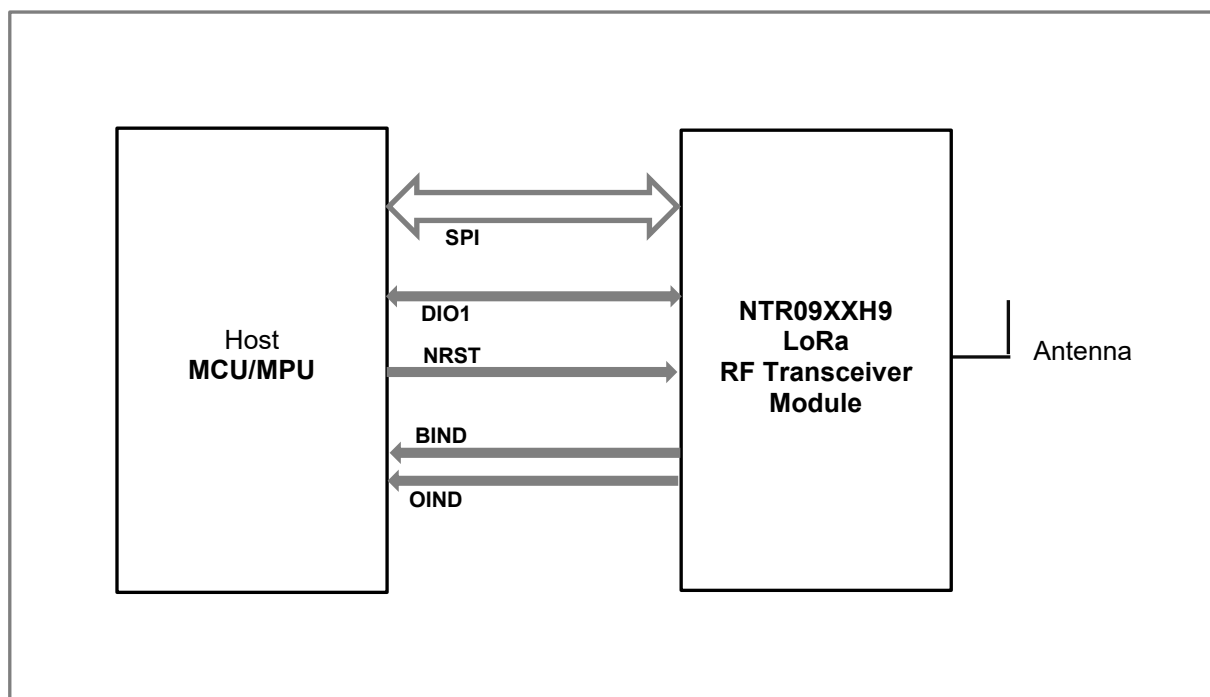 SPI
DIO1
NRST
BIND
OIND
Host
MCU/MPU
NTR09XXH9
LoRa
RF Transceiver
Module
Antenna